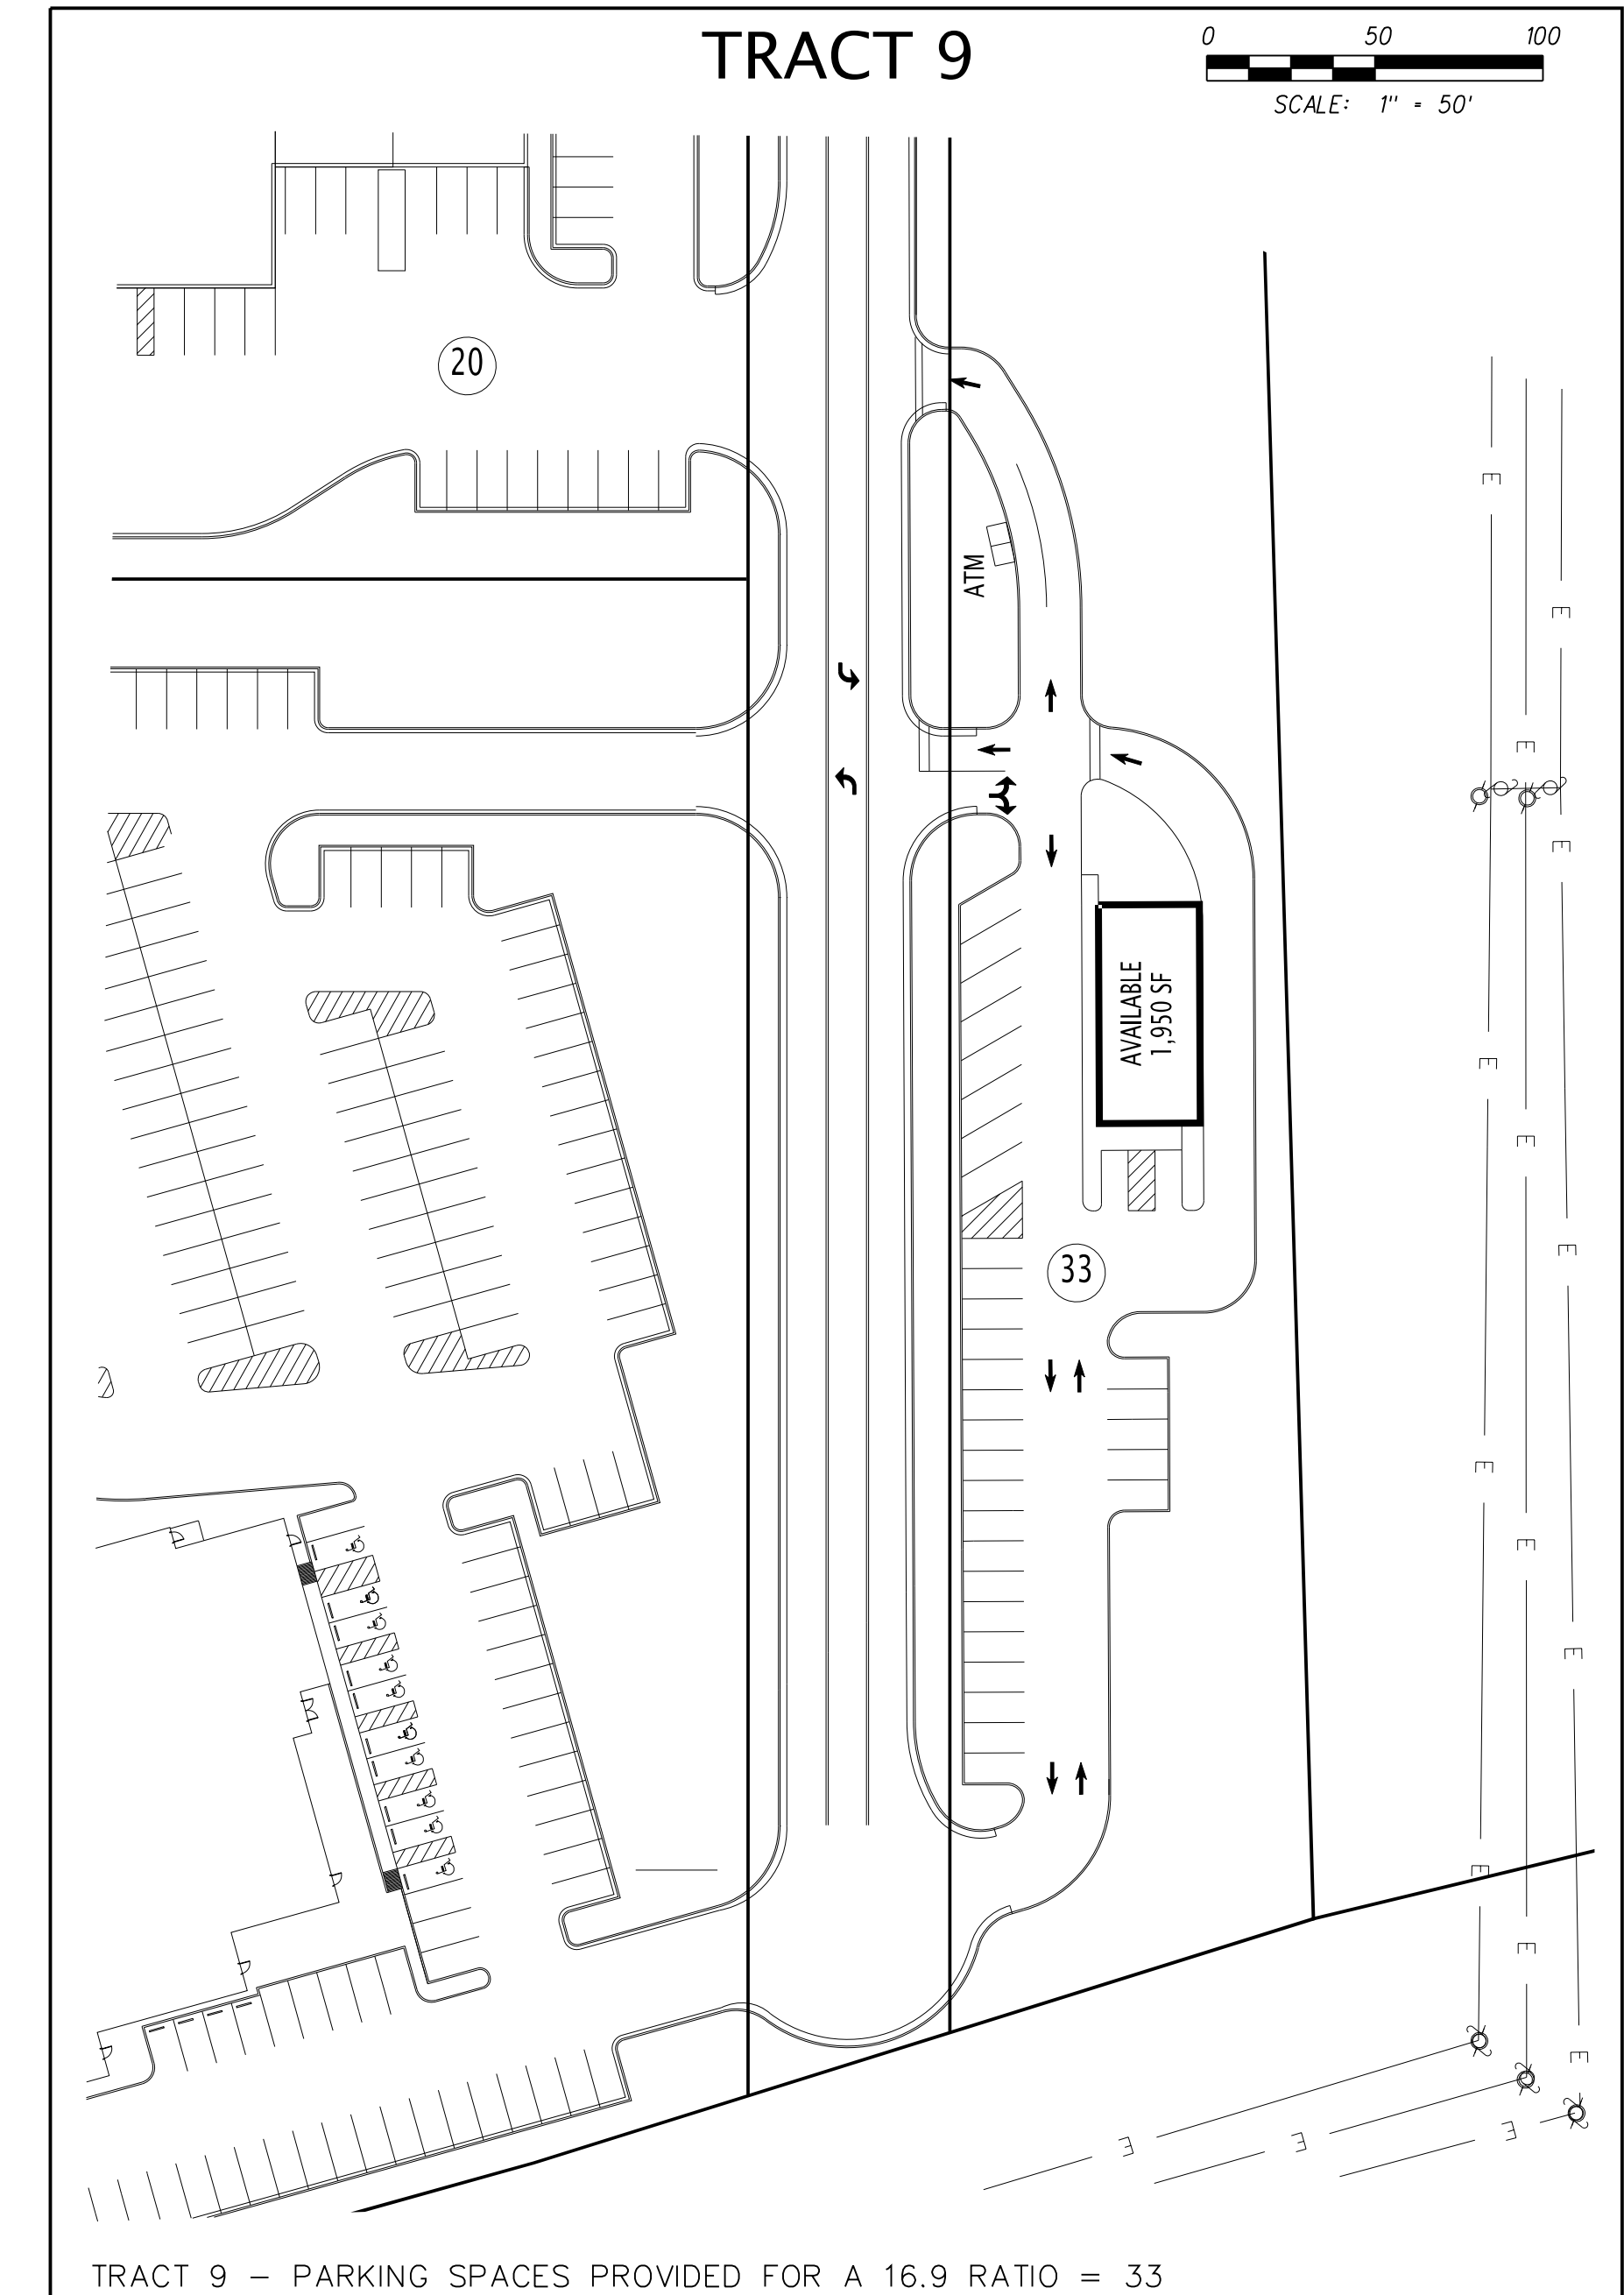 TRACT 9
0 50 100
SCALE: 1" = 50'
20
ATM
E
E
E
E
E
AVAILABLE
1,950 SF
E
E
33
E
E
E
E
E
E
E
E
E
E
TRACT 9 – PARKING SPACES PROVIDED FOR A 16.9 RATIO = 33